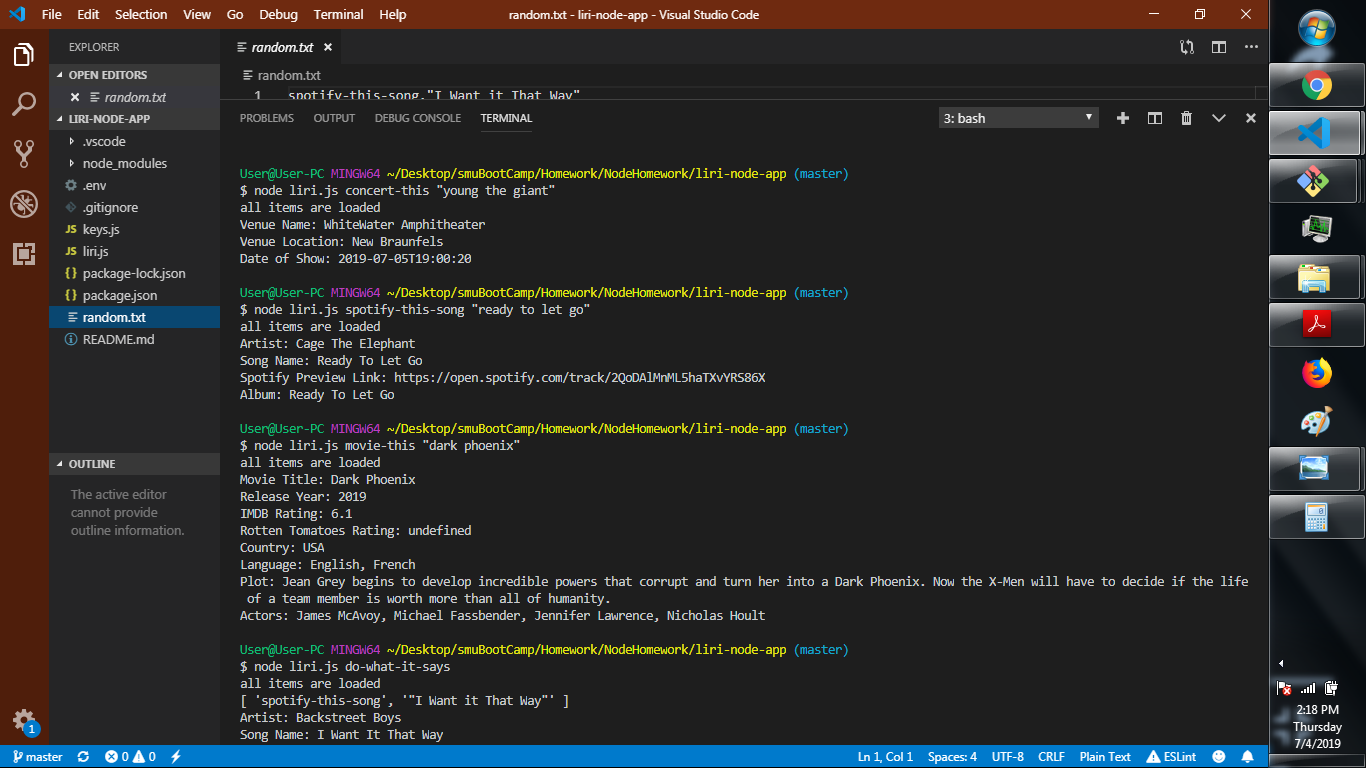 File Edit Selection View Go Debug Terminal Help random.txt - liri-node-app - Visual Studio Code
EXPLORER
OPEN EDITORS
random.txt
LIRI-NODE-APP
.vscode
node_modules
.env
.gitignore
JS keys.js
JS liri.js
{} package-lock.json
{} package.json
random.txt
README.md
OUTLINE
The active editor
cannot provide
outline information.
random.txt
random.txt
1 spotify-this-song,"I Want it That Way"
PROBLEMS OUTPUT DEBUG CONSOLE TERMINAL 3: bash
User@User-PC MINGW64 ~/Desktop/smuBootCamp/Homework/NodeHomework/liri-node-app (master)
$ node liri.js concert-this "young the giant"
all items are loaded
Venue Name: WhiteWater Amphitheater
Venue Location: New Braunfels
Date of Show: 2019-07-05T19:00:20
User@User-PC MINGW64 ~/Desktop/smuBootCamp/Homework/NodeHomework/liri-node-app (master)
$ node liri.js spotify-this-song "ready to let go"
all items are loaded
Artist: Cage The Elephant
Song Name: Ready To Let Go
Spotify Preview Link: https://open.spotify.com/track/2QoDAlMnML5haTXvYRS86X
Album: Ready To Let Go
User@User-PC MINGW64 ~/Desktop/smuBootCamp/Homework/NodeHomework/liri-node-app (master)
$ node liri.js movie-this "dark phoenix"
all items are loaded
Movie Title: Dark Phoenix
Release Year: 2019
IMDB Rating: 6.1
Rotten Tomatoes Rating: undefined
Country: USA
Language: English, French
Plot: Jean Grey begins to develop incredible powers that corrupt and turn her into a Dark Phoenix. Now the X-Men will have to decide if the life
of a team member is worth more than all of humanity.
Actors: James McAvoy, Michael Fassbender, Jennifer Lawrence, Nicholas Hoult
User@User-PC MINGW64 ~/Desktop/smuBootCamp/Homework/NodeHomework/liri-node-app (master)
$ node liri.js do-what-it-says
all items are loaded
[ 'spotify-this-song', '"I Want it That Way"' ]
Artist: Backstreet Boys
Song Name: I Want It That Way
1
master 0 0 Ln 1, Col 1 Spaces: 4 UTF-8 CRLF Plain Text ESLint
2:18 PM
Thursday
7/4/2019